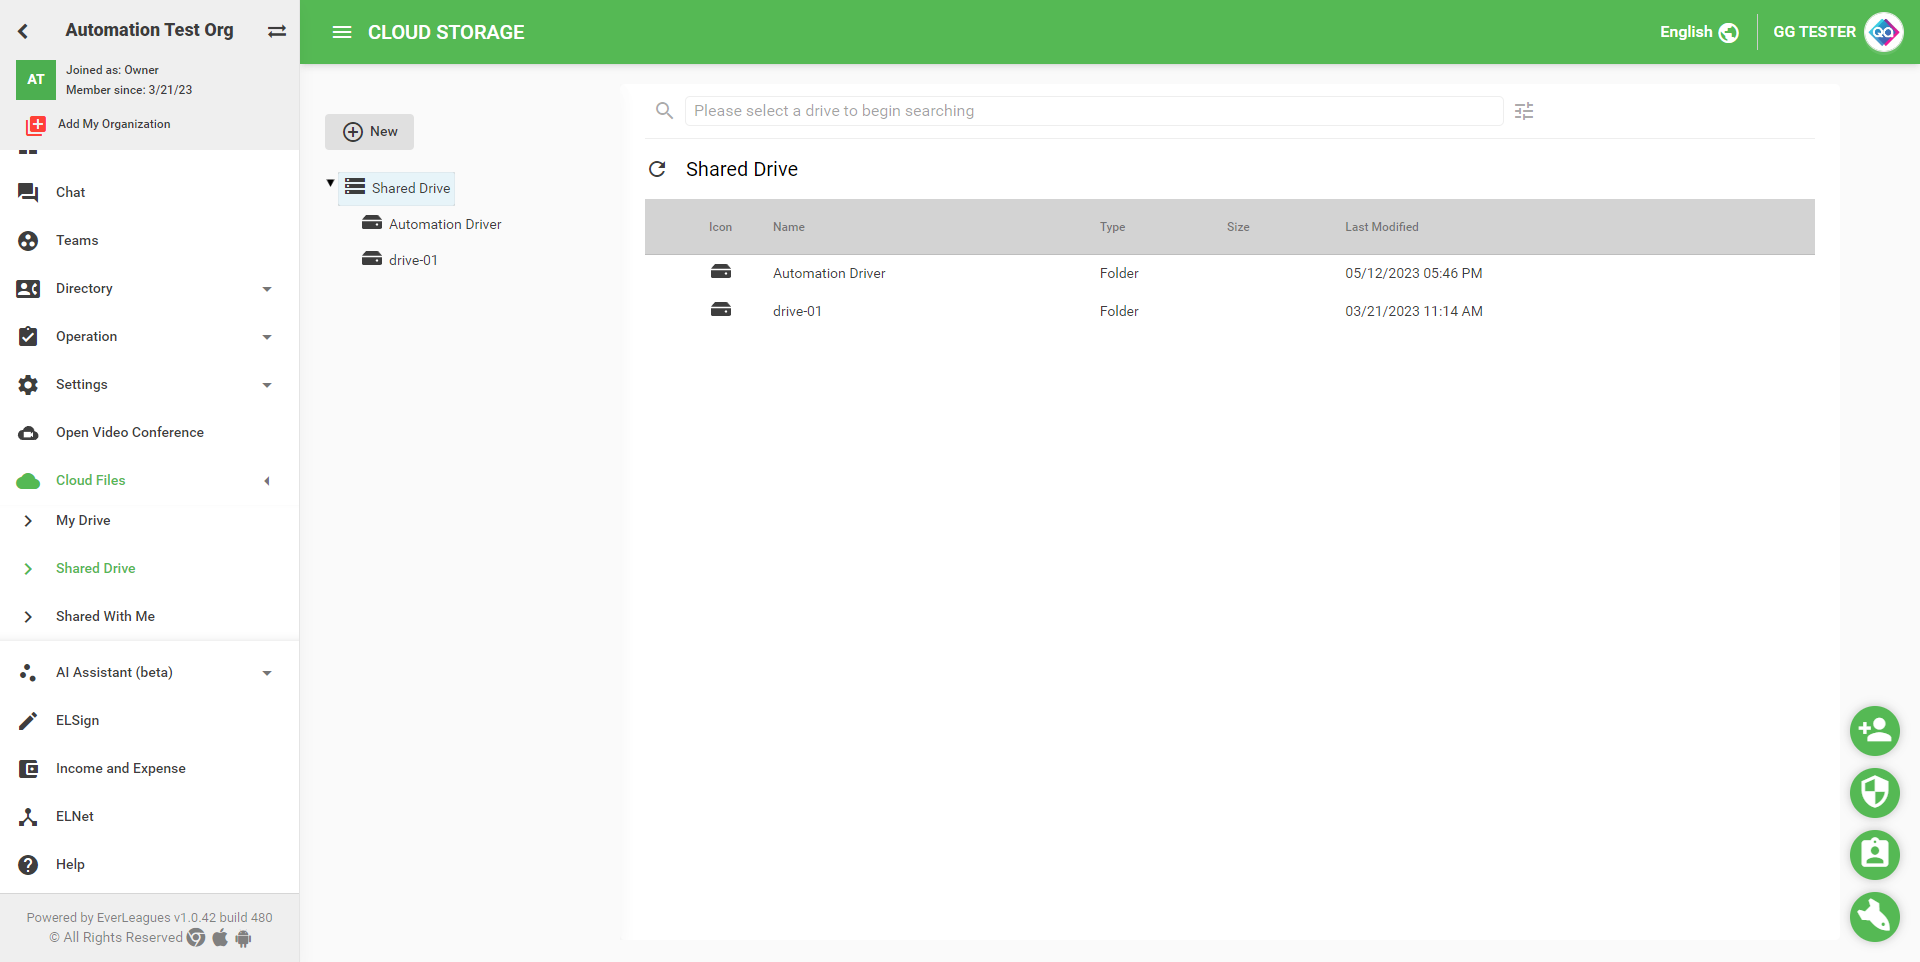 Automation Test Org
AT
Joined as: Owner
Member since: 3/21/23
Add My Organization
Chat
Teams
Directory
Operation
Settings
Open Video Conference
Cloud Files
My Drive
Shared Drive
Shared With Me
AI Assistant (beta)
ELSign
Income and Expense
ELNet
Help
Powered by EverLeagues v1.0.42 build 480
© All Rights Reserved
CLOUD STORAGE
English
GG TESTER
QA
New
Shared Drive
Automation Driver
drive-01
Please select a drive to begin searching
Shared Drive
Icon Name Type Size Last Modified
Automation Driver Folder 05/12/2023 05:46 PM
drive-01 Folder 03/21/2023 11:14 AM